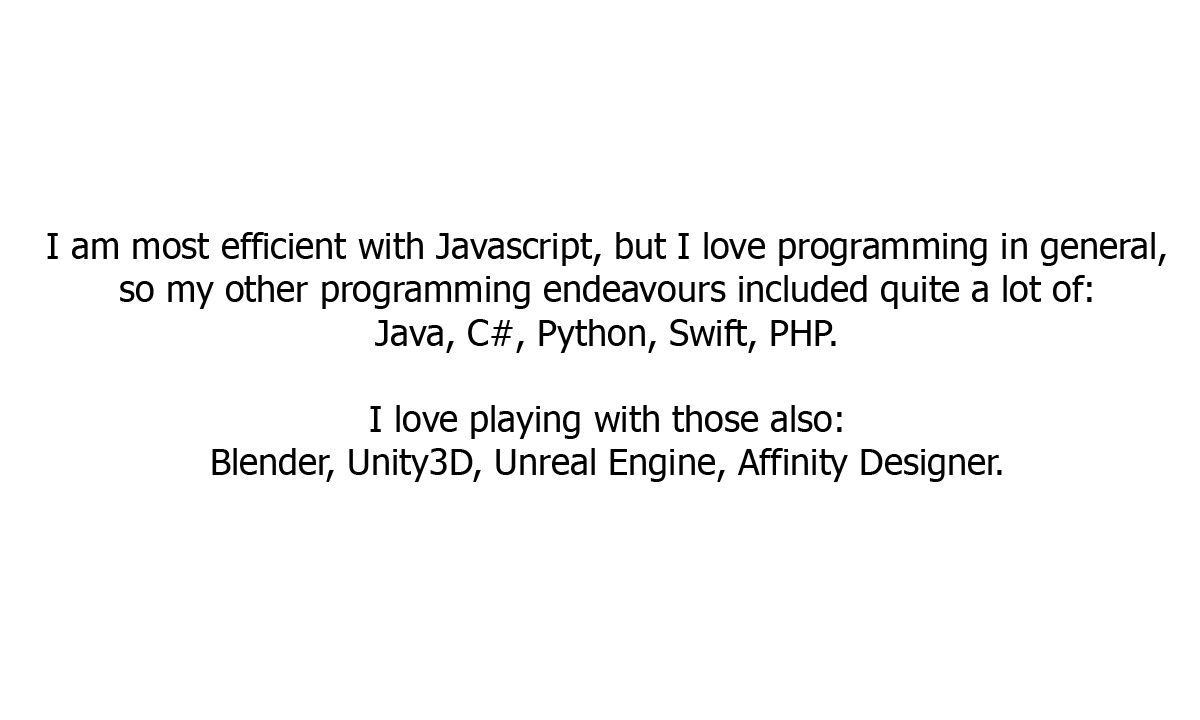 I am most efficient with Javascript, but I love programming in general,
so my other programming endeavours included quite a lot of:
Java, C#, Python, Swift, PHP.
I love playing with those also:
Blender, Unity3D, Unreal Engine, Affinity Designer.